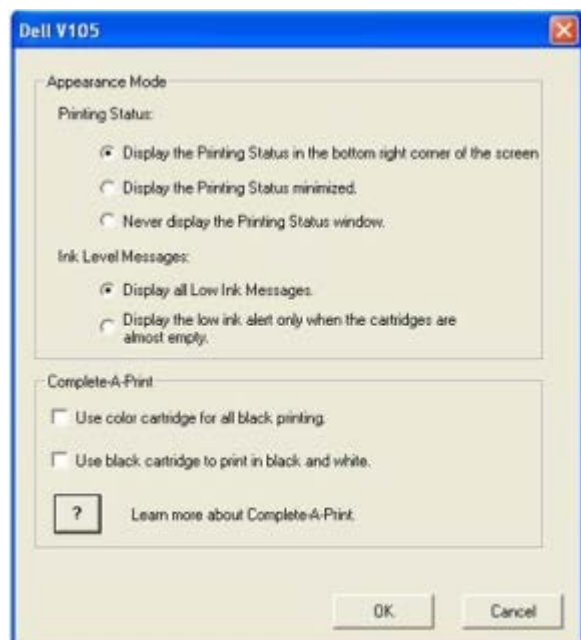 Dell V105
Appearance Mode
Printing Status:
Display the Printing Status in the bottom right corner of the screen
Display the Printing Status minimized.
Never display the Printing Status window.
Ink Level Messages:
Display all Low Ink Messages.
Display the low ink alert only when the cartridges are
almost empty.
Complete-A-Print
Use color cartridge for all black printing.
Use black cartridge to print in black and white.
? Learn more about Complete-A-Print.
OK Cancel